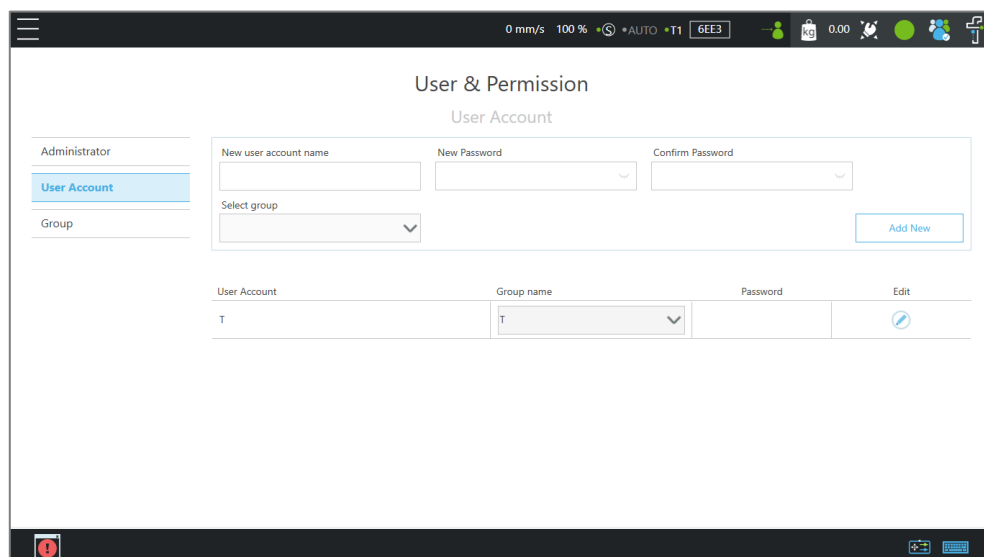 0 mm/s 100 % S AUTO T1 6EE3 kg 0.00
User & Permission
User Account
Administrator
User Account
Group
New user account name New Password Confirm Password
Select group
Add New
User Account Group name Password Edit
T T